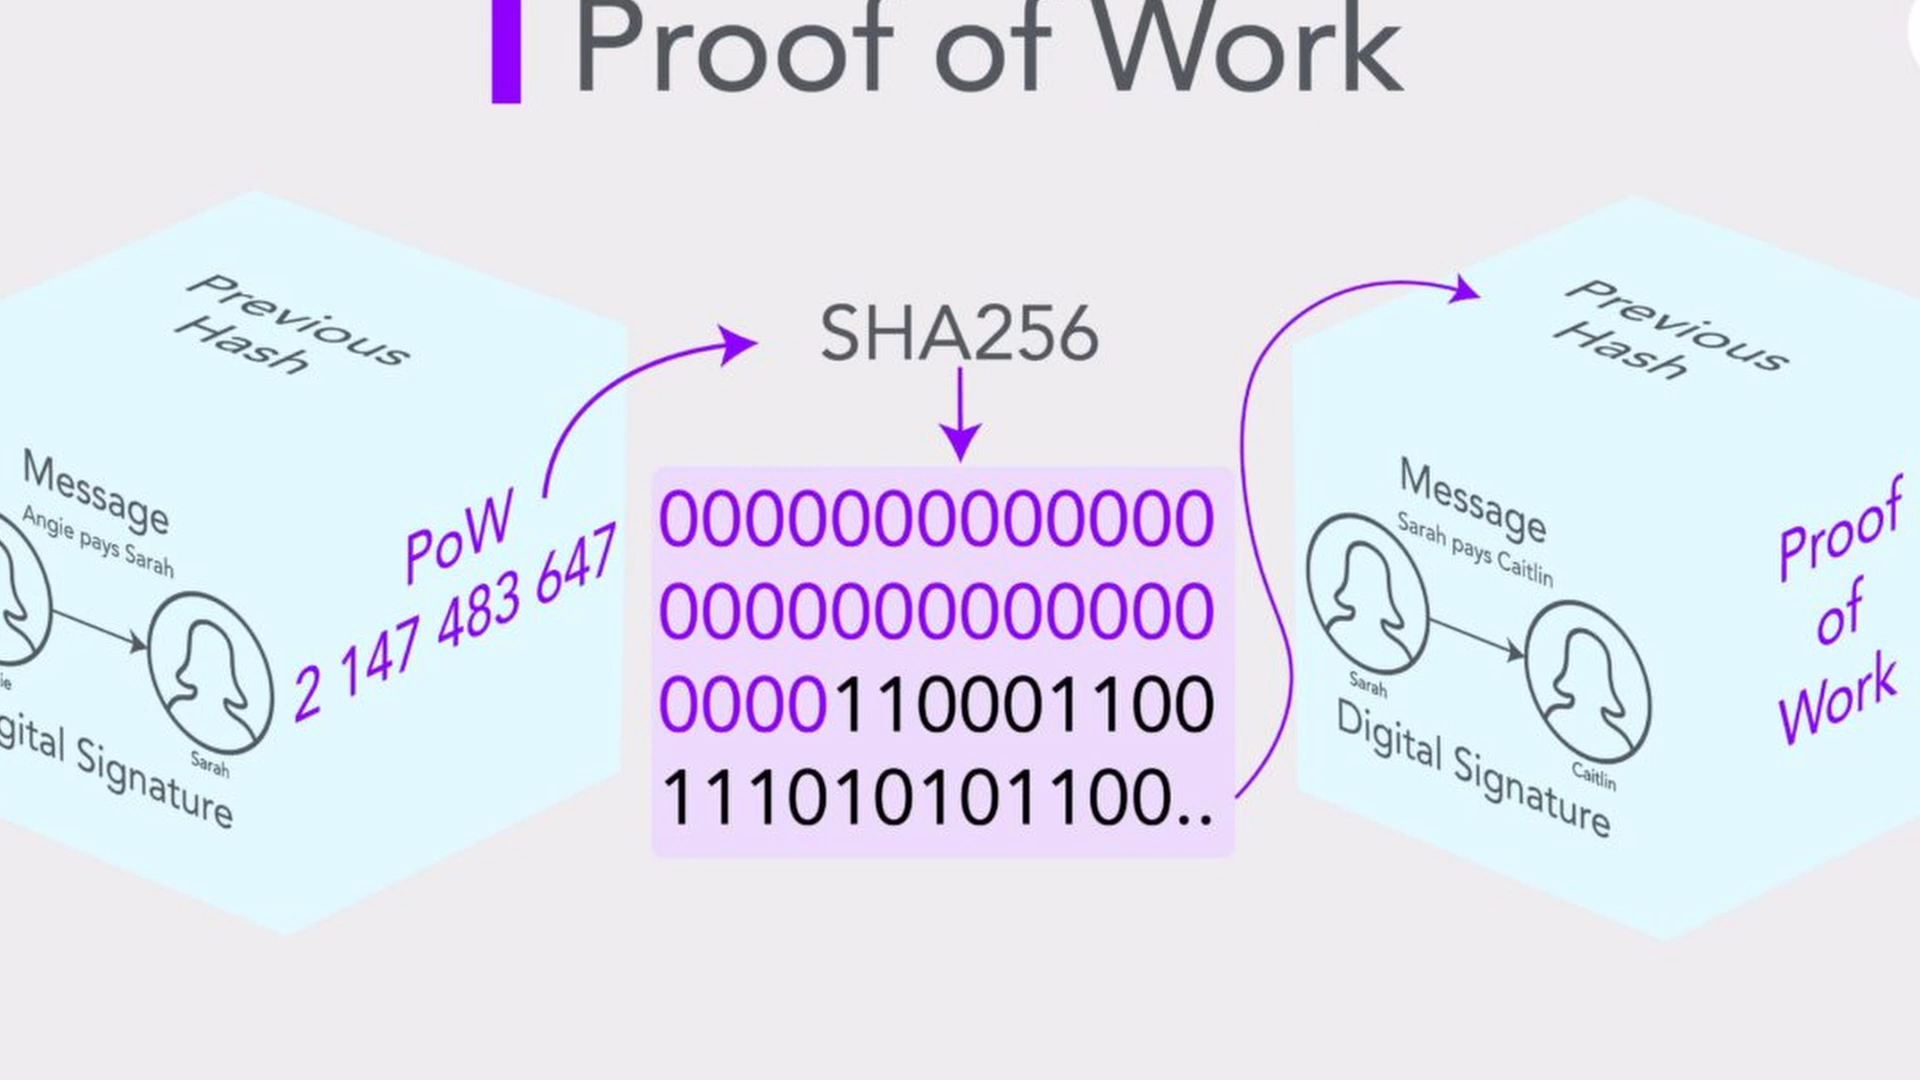 Proof of Work
Previous
Hash
Message
Angie pays Sarah
PoW
2 147 483 647
Sarah
Signature
SHA256
0000000000000
0000000000000
0000110001100
111010101100..
Previous
Hash
Message
Sarah pays Caitlin
Sarah
Caitlin
Digital Signature
Proof
of
Work